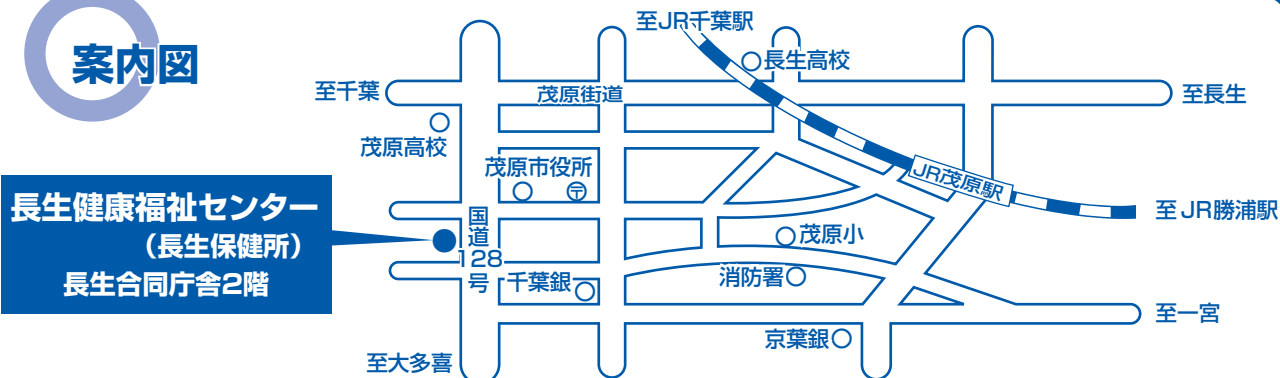 案内図
至JR千葉駅
長生高校
至千葉
茂原街道
至長生
茂原高校
茂原市役所
〒
JR茂原駅
長生健康福祉センター
（長生保健所）
長生合同庁舎2階
国道128号
至JR勝浦駅
茂原小
千葉銀
消防署
至一宮
京葉銀
至大多喜